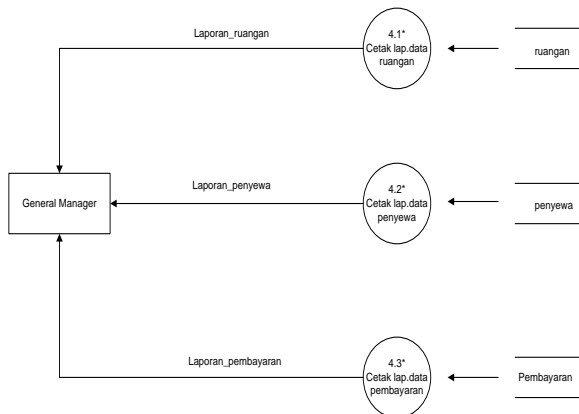 Laporan_ruangan
4.1*
Cetak lap.data
ruangan
ruangan
General Manager
Laporan_penyewa
4.2*
Cetak lap.data
penyewa
penyewa
Laporan_pembayaran
4.3*
Cetak lap.data
pembayaran
Pembayaran